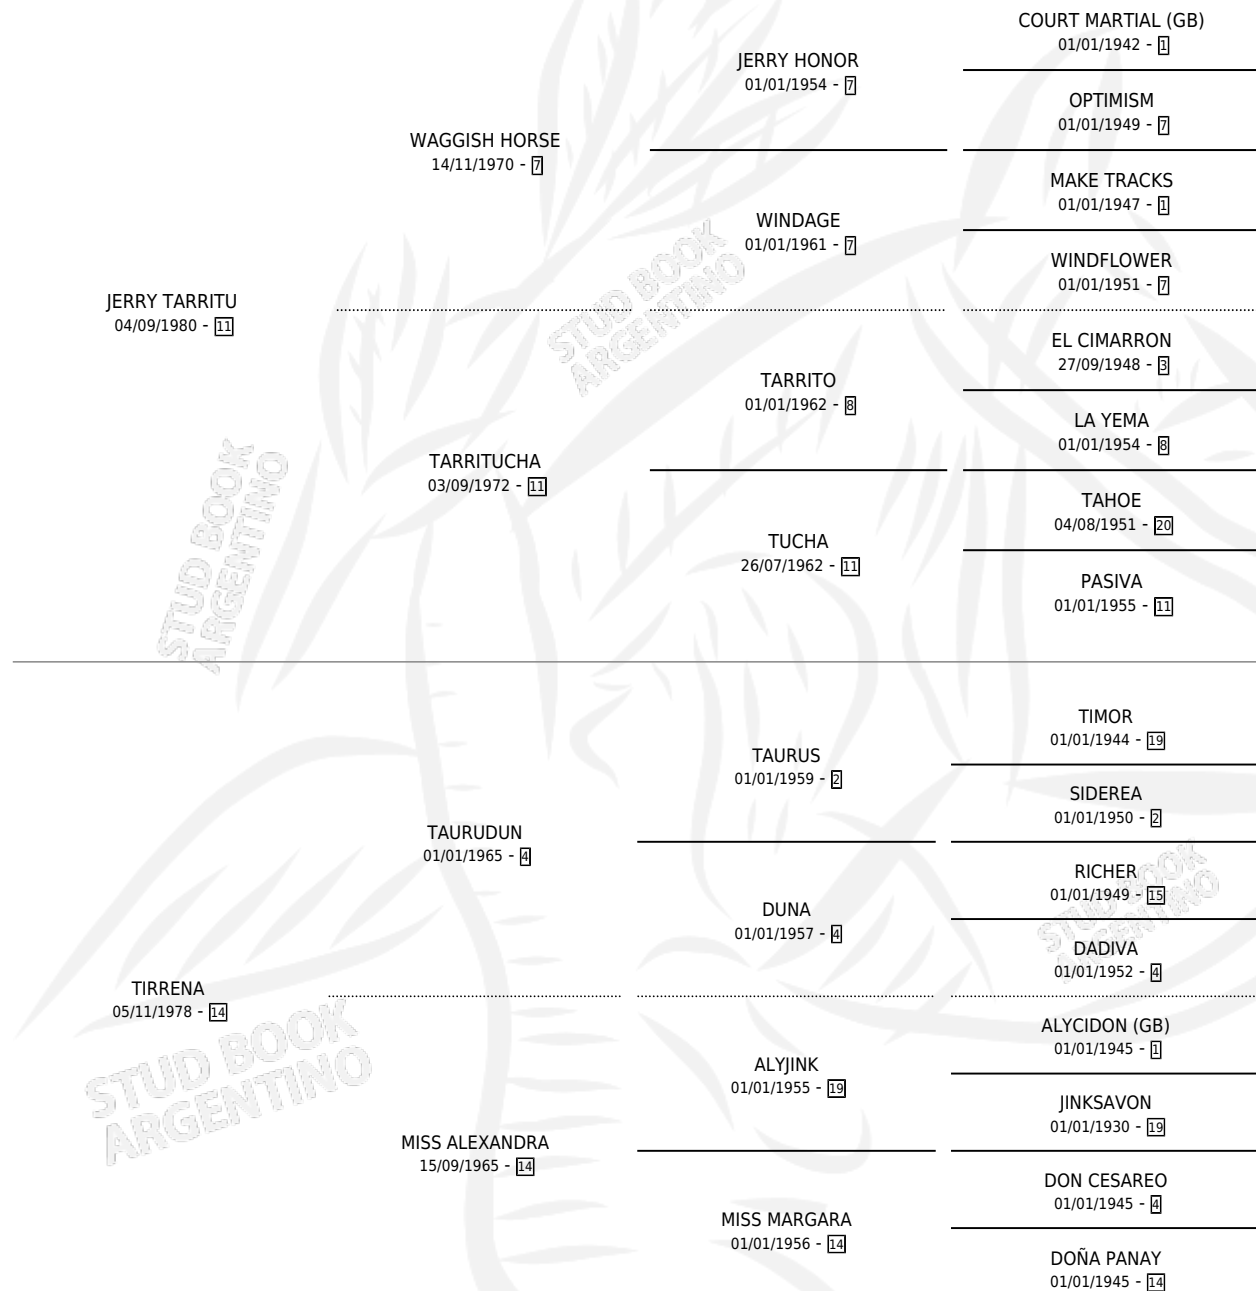 COURT MARTIAL (GB)
01/01/1942 - 1
JERRY HONOR
01/01/1954 - 7
OPTIMISM
01/01/1949 - 7
WAGGISH HORSE
14/11/1970 - 7
MAKE TRACKS
01/01/1947 - 1
WINDAGE
01/01/1961 - 7
WINDFLOWER
01/01/1951 - 7
JERRY TARRITU
04/09/1980 - 11
EL CIMARRON
27/09/1948 - 3
TARRITO
01/01/1962 - 8
LA YEMA
01/01/1954 - 8
TARRITUCHA
03/09/1972 - 11
TAHOE
04/08/1951 - 20
TUCHA
26/07/1962 - 11
PASIVA
01/01/1955 - 11
TIMOR
01/01/1944 - 19
TAURUS
01/01/1959 - 2
SIDEREA
01/01/1950 - 2
TAURUDUN
01/01/1965 - 4
RICHER
01/01/1949 - 15
DUNA
01/01/1957 - 4
DADIVA
01/01/1952 - 4
TIRRENA
05/11/1978 - 14
ALYCIDON (GB)
01/01/1945 - 1
ALYJINK
01/01/1955 - 19
JINKSAVON
01/01/1930 - 19
MISS ALEXANDRA
15/09/1965 - 14
DON CESAREO
01/01/1945 - 4
MISS MARGARA
01/01/1956 - 14
DOÑA PANAY
01/01/1945 - 14
STUD BOOK
ARGENTINO
STUD BOOK
ARGENTINO
STUD BOOK
ARGENTINO
STUD BOOK
ARGENTINO